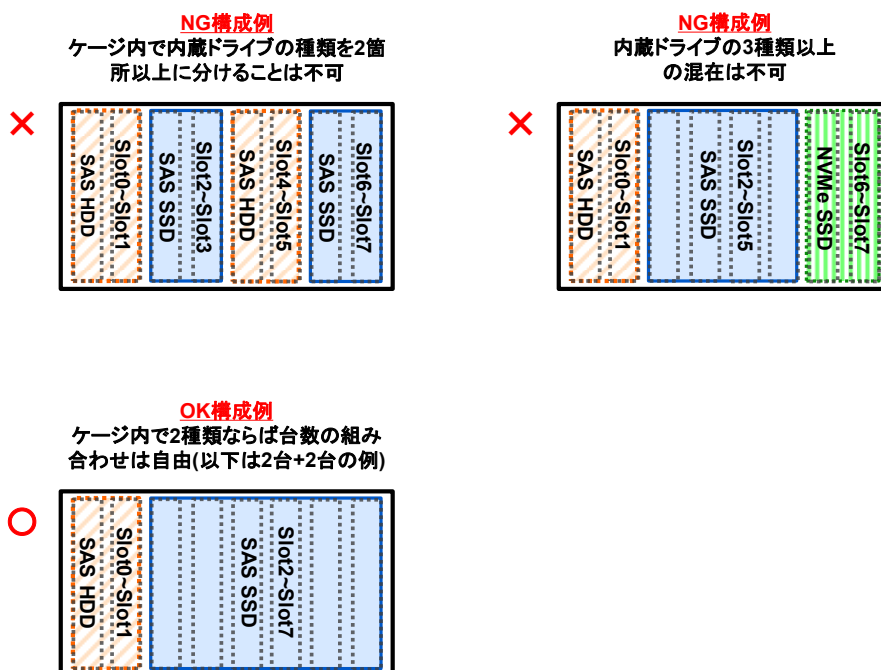 NG構成例
ケージ内で内蔵ドライブの種類を2箇
所以上に分けることは不可
Slot0~Slot1
SAS HDD
Slot2~Slot3
SAS SSD
Slot4~Slot5
SAS HDD
Slot6~Slot7
SAS SSD
NG構成例
内蔵ドライブの3種類以上
の混在は不可
Slot0~Slot1
SAS HDD
Slot2~Slot5
SAS SSD
Slot6~Slot7
NVMe SSD
OK構成例
ケージ内で2種類ならば台数の組み
合わせは自由(以下は2台+2台の例)
Slot0~Slot1
SAS HDD
Slot2~Slot7
SAS SSD